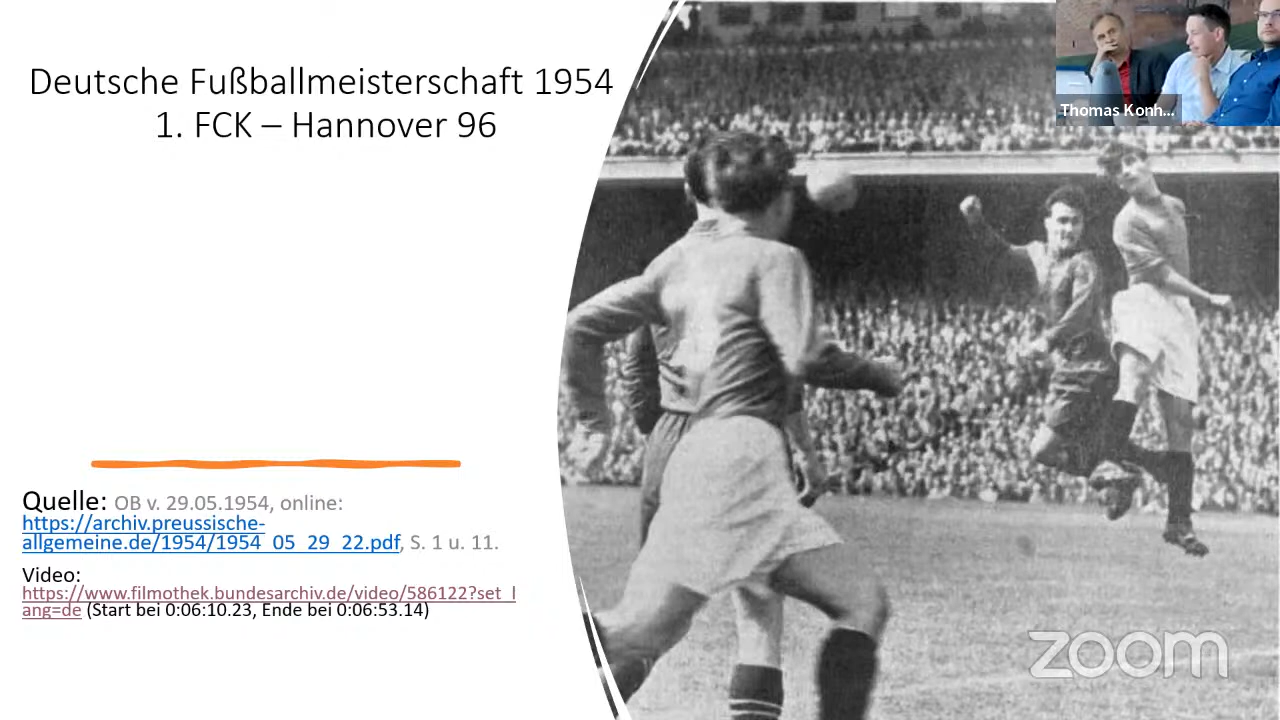 Deutsche Fußballmeisterschaft 1954
1. FCK – Hannover 96
Thomas Konh...
Quelle: OB v. 29.05.1954, online:
https://archiv.preussische-
allgemeine.de/1954/1954_05_29_22.pdf, S. 1 u. 11.
Video:
https://www.filmothek.bundesarchiv.de/video/586122?set_l
ang=de (Start bei 0:06:10.23, Ende bei 0:06:53.14)
zoom